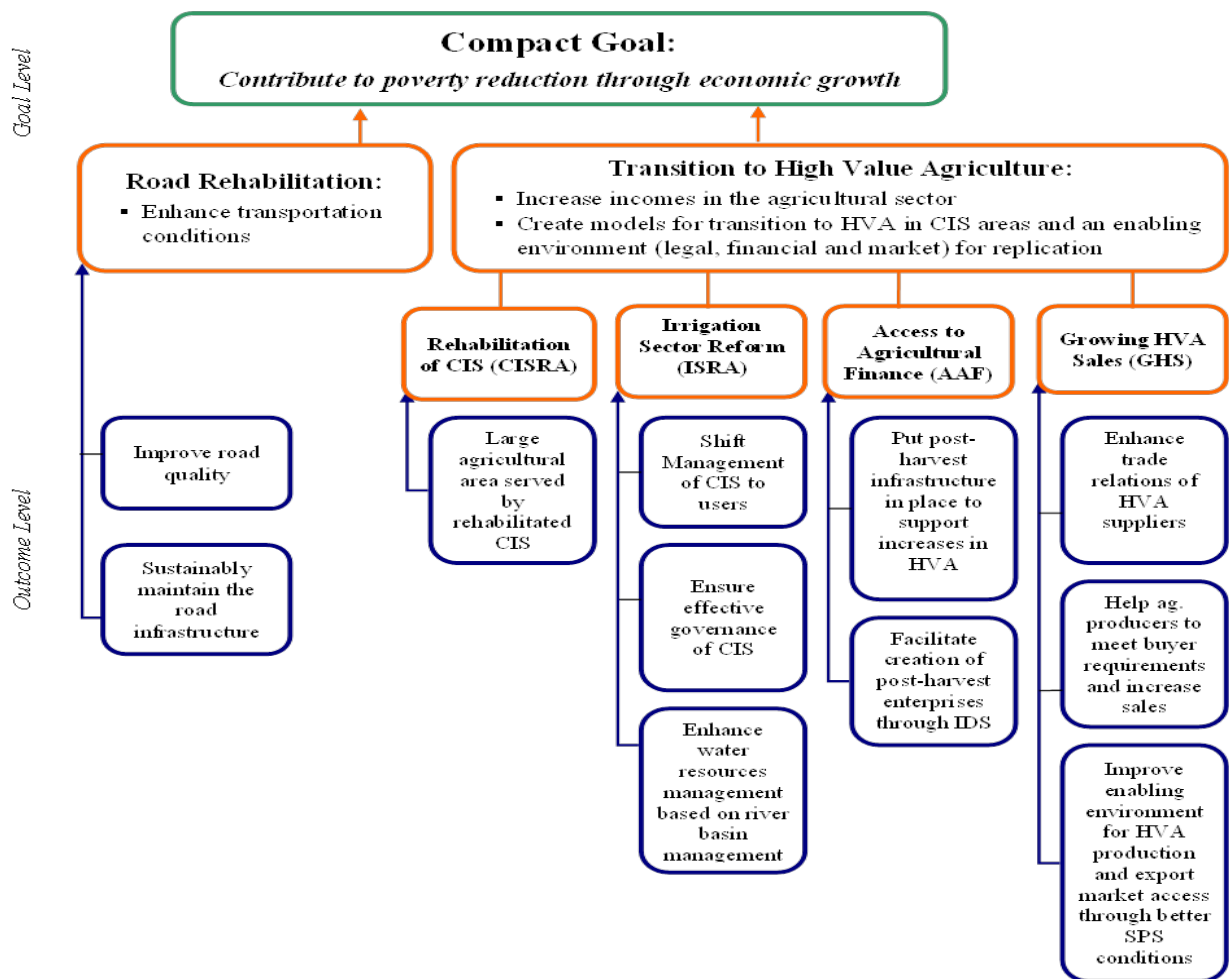 Goal Level
Compact Goal:
Contribute to poverty reduction through economic growth
Road Rehabilitation:
▪ Enhance transportation
conditions
Transition to High Value Agriculture:
▪ Increase incomes in the agricultural sector
▪ Create models for transition to HVA in CIS areas and an enabling
environment (legal, financial and market) for replication
Rehabilitation
of CIS (CISRA)
Irrigation
Sector Reform
(ISRA)
Access to
Agricultural
Finance (AAF)
Growing HVA
Sales (GHS)
Outcome Level
Improve road
quality
Sustainably
maintain the
road
infrastructure
Large
agricultural
area served
by
rehabilitated
CIS
Shift
Management
of CIS to
users
Ensure
effective
governance
of CIS
Enhance
water
resources
management
based on river
basin
management
Put post-
harvest
infrastructure
in place to
support
increases in
HVA
Facilitate
creation of
post-harvest
enterprises
through IDS
Enhance
trade
relations of
HVA
suppliers
Help ag.
producers to
meet buyer
requirements
and increase
sales
Improve
enabling
environment
for HVA
production
and export
market access
through better
SPS
conditions